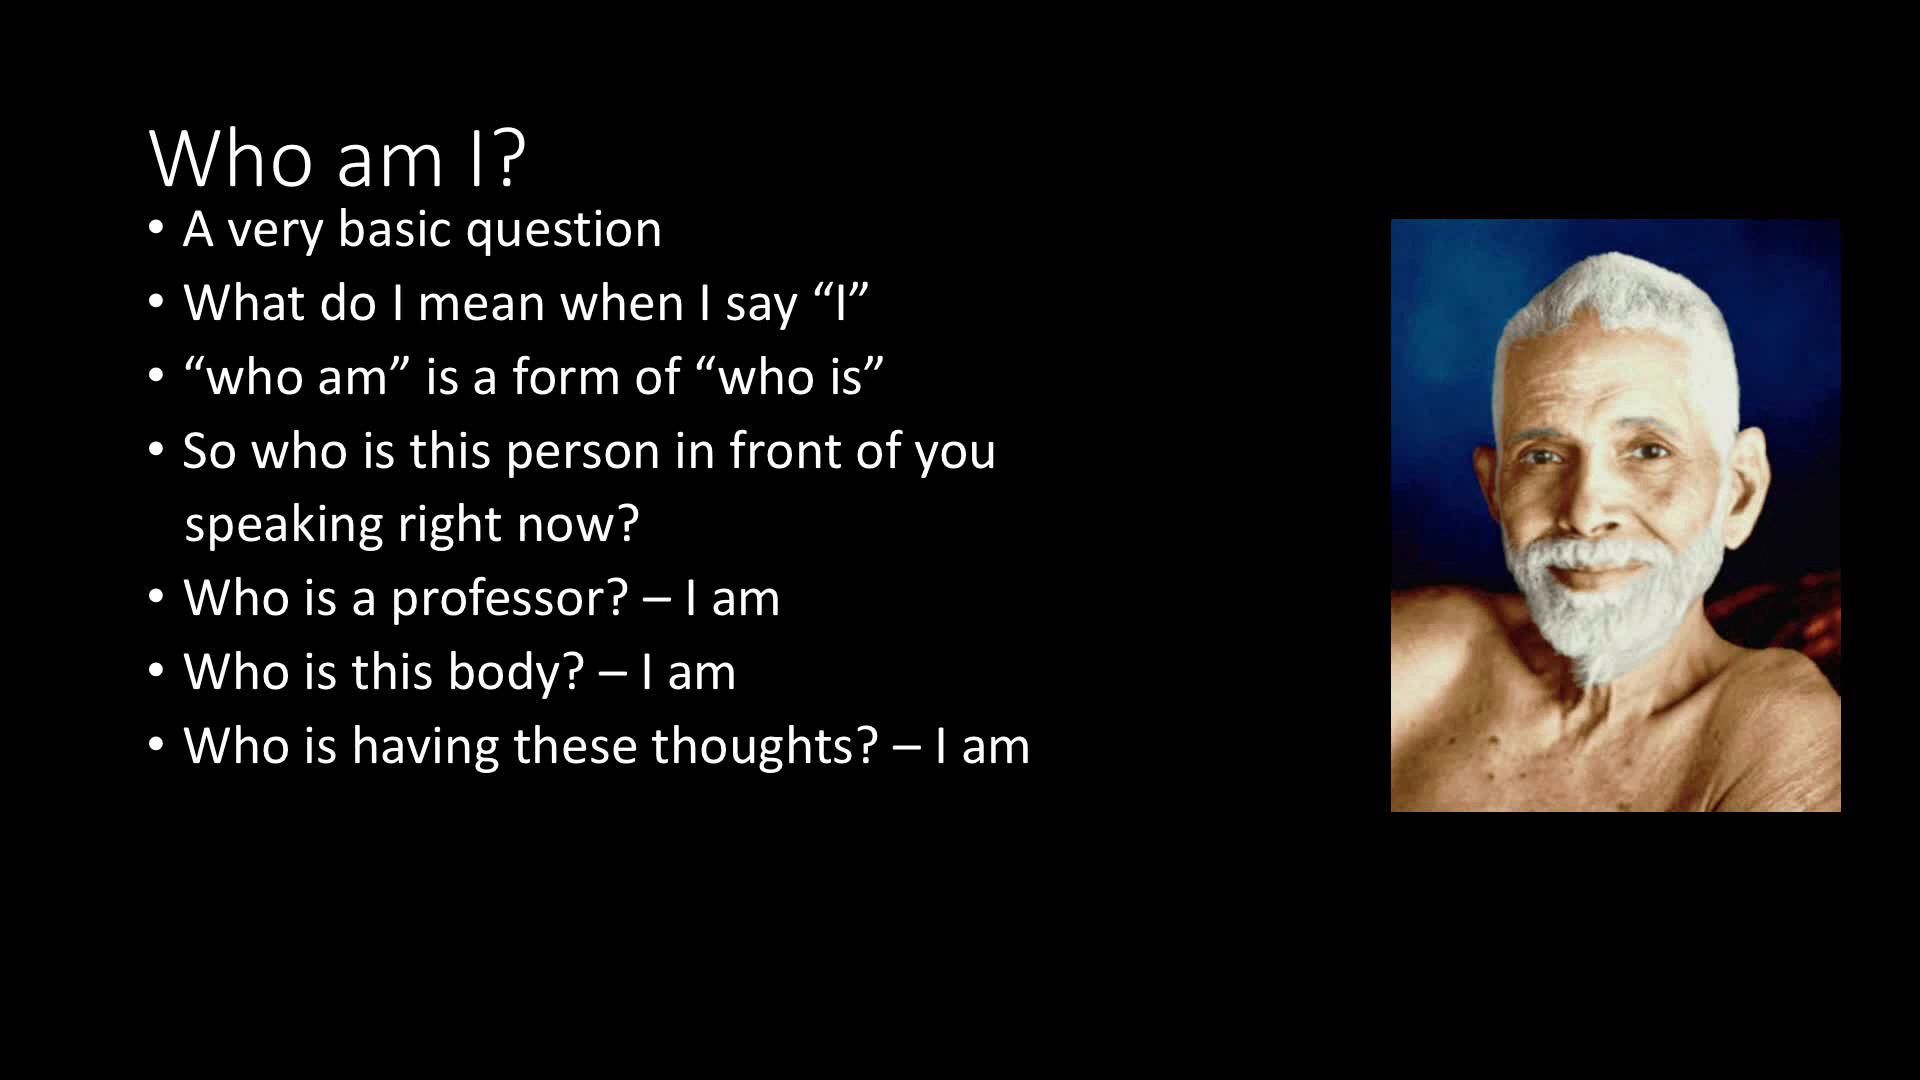 Who am I?
• A very basic question
• What do I mean when I say “I”
• “who am” is a form of “who is”
• So who is this person in front of you
speaking right now?
• Who is a professor? – I am
• Who is this body? – I am
• Who is having these thoughts? – I am